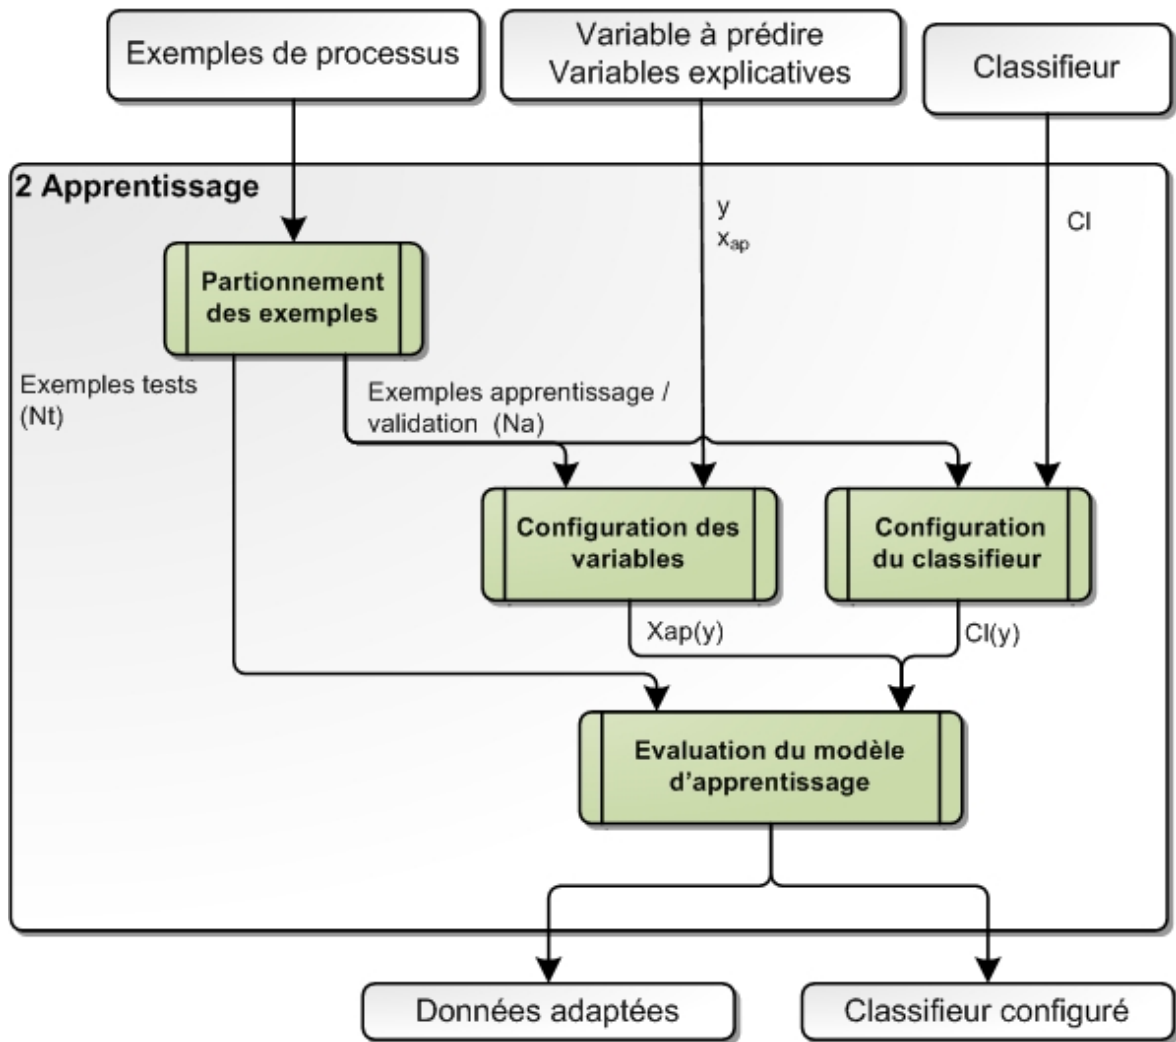 Exemples de processus
Variable à prédire
Variables explicatives
Classifieur
2 Apprentissage
y
xap
Cl
Partionnement
des exemples
Exemples tests
(Nt)
Exemples apprentissage /
validation (Na)
Configuration des
variables
Configuration
du classifieur
Xap(y)
Cl(y)
Evaluation du modèle
d'apprentissage
Données adaptées
Classifieur configuré